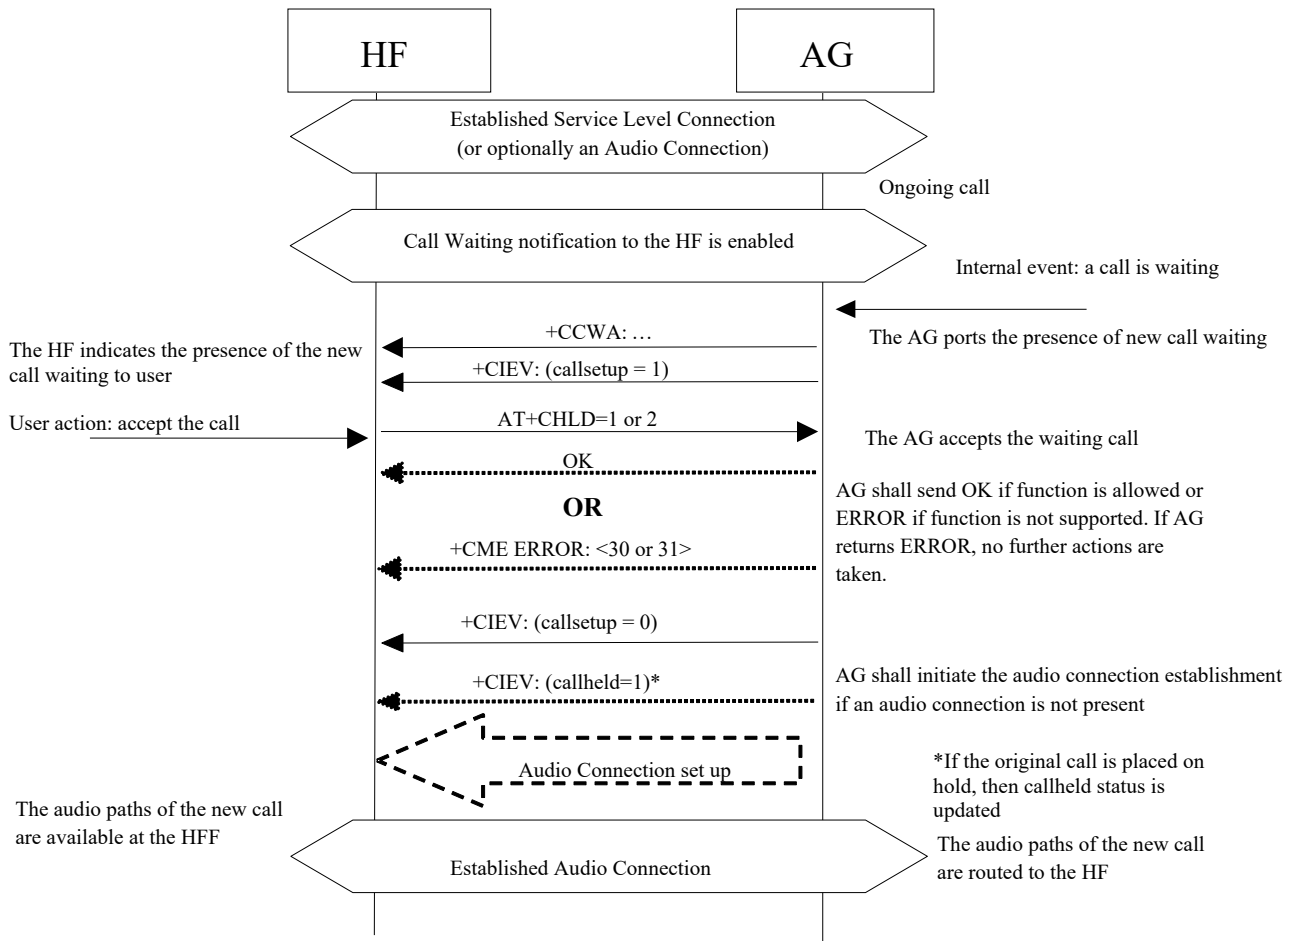 HF
AG
Established Service Level Connection
(or optionally an Audio Connection)
Ongoing call
Call Waiting notification to the HF is enabled
Internal event: a call is waiting
+CCWA: …
The AG ports the presence of new call waiting
The HF indicates the presence of the new
call waiting to user
+CIEV: (callsetup = 1)
User action: accept the call
AT+CHLD=1 or 2
The AG accepts the waiting call
OK
OR
AG shall send OK if function is allowed or
ERROR if function is not supported. If AG
returns ERROR, no further actions are
taken.
+CME ERROR: <30 or 31>
+CIEV: (callsetup = 0)
+CIEV: (callheld=1)*
AG shall initiate the audio connection establishment
if an audio connection is not present
Audio Connection set up
*If the original call is placed on
hold, then callheld status is
updated
The audio paths of the new call
are available at the HFF
Established Audio Connection
The audio paths of the new call
are routed to the HF